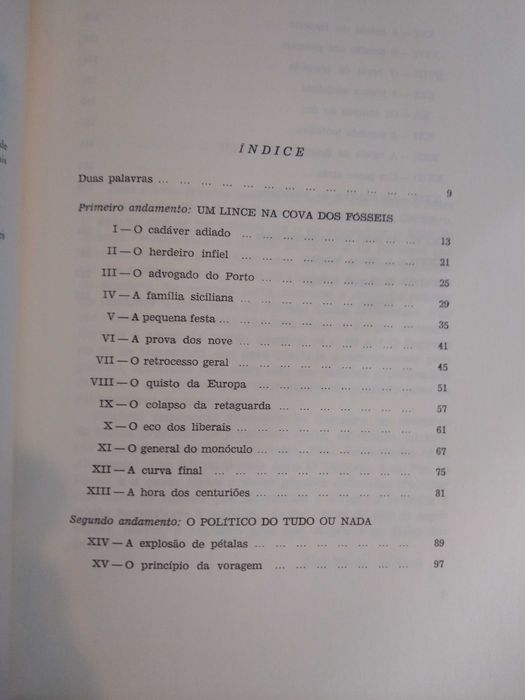 ÍNDICE
Duas palavras ... ... ... ... ... ... ... ... ... ... ... ... ... 9
Primeiro andamento: UM LINCE NA COVA DOS FÓSSEIS
I — O cadáver adiado ... ... ... ... ... ... ... ... ... 13
II — O herdeiro infiel ... ... ... ... ... ... ... ... ... 21
III — O advogado do Porto ... ... ... ... ... ... ... ... 25
IV — A família siciliana ... ... ... ... ... ... ... ... ... 29
V — A pequena festa ... ... ... ... ... ... ... ... ... ... 35
VI — A prova dos nove ... ... ... ... ... ... ... ... ... 41
VII — O retrocesso geral ... ... ... ... ... ... ... ... ... 45
VIII — O quisto da Europa ... ... ... ... ... ... ... ... 51
IX — O colapso da retaguarda ... ... ... ... ... ... ... 57
X — O eco dos liberais ... ... ... ... ... ... ... ... ... 61
XI — O general do monóculo ... ... ... ... ... ... ... ... 67
XII — A curva final ... ... ... ... ... ... ... ... ... ... 75
XIII — A hora dos centuriões ... ... ... ... ... ... ... ... 81
Segundo andamento: O POLÍTICO DO TUDO OU NADA
XIV — A explosão de pétalas ... ... ... ... ... ... ... ... 89
XV — O princípio da voragem ... ... ... ... ... ... ... 97